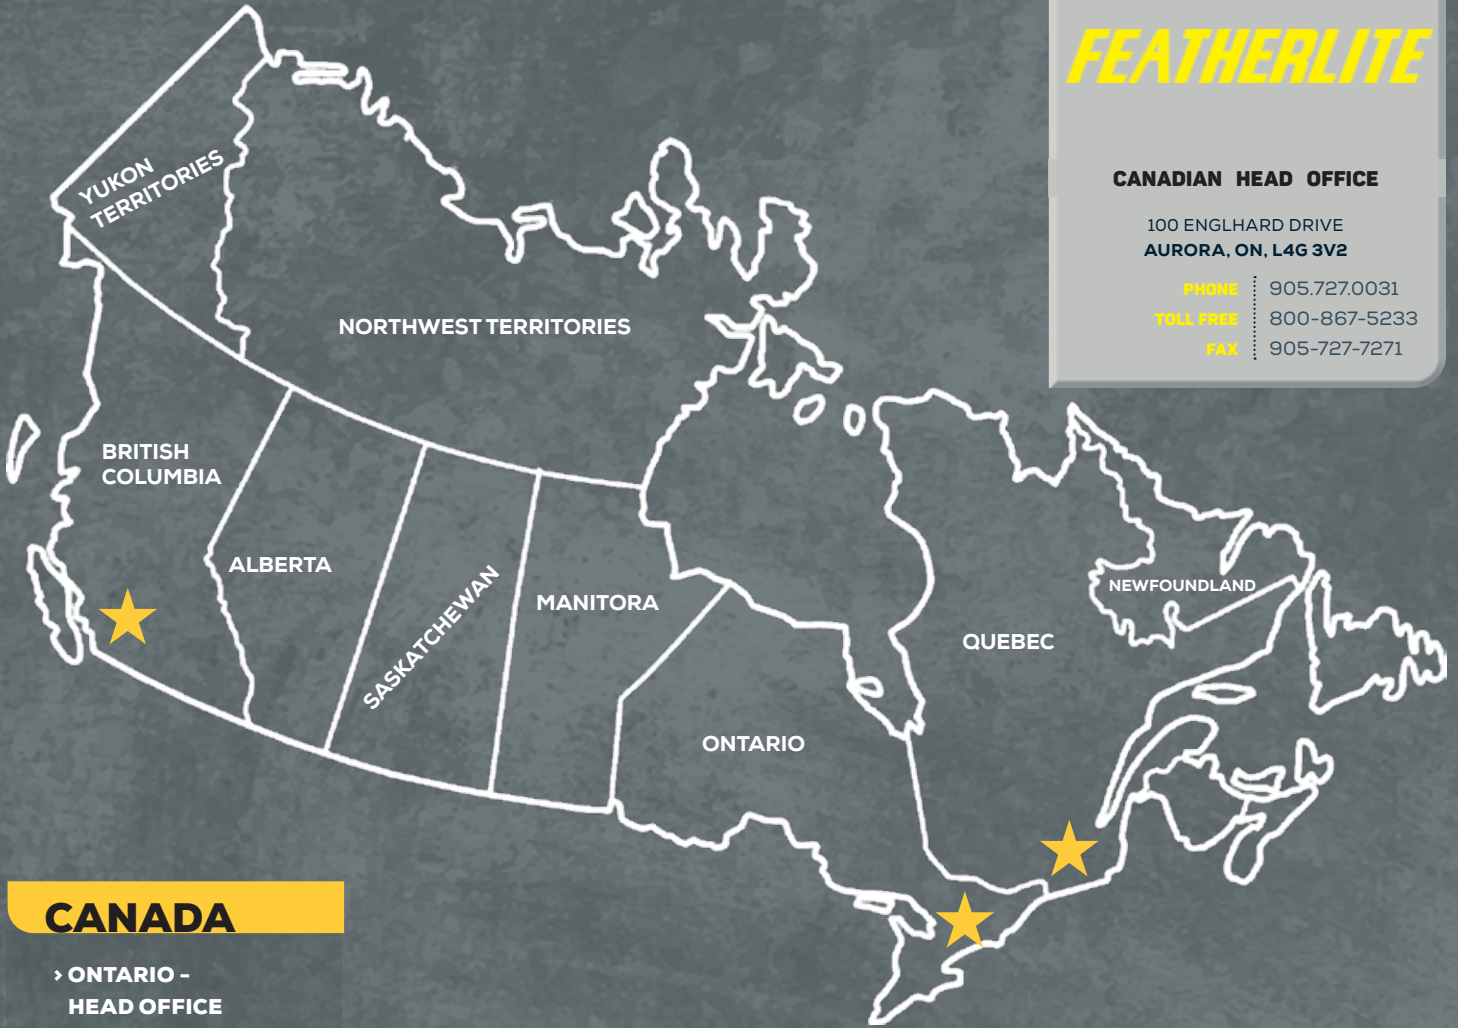 FEATHERLITE
CANADIAN HEAD OFFICE
100 ENGLHARD DRIVE
AURORA, ON, L4G 3V2
PHONE 905.727.0031
TOLL FREE 800-867-5233
FAX 905-727-7271
YUKON
TERRITORIES
NORTHWEST TERRITORIES
BRITISH
COLUMBIA
ALBERTA
SASKATCHEWAN
MANITORA
ONTARIO
QUEBEC
NEWFOUNDLAND
CANADA
› ONTARIO -
HEAD OFFICE